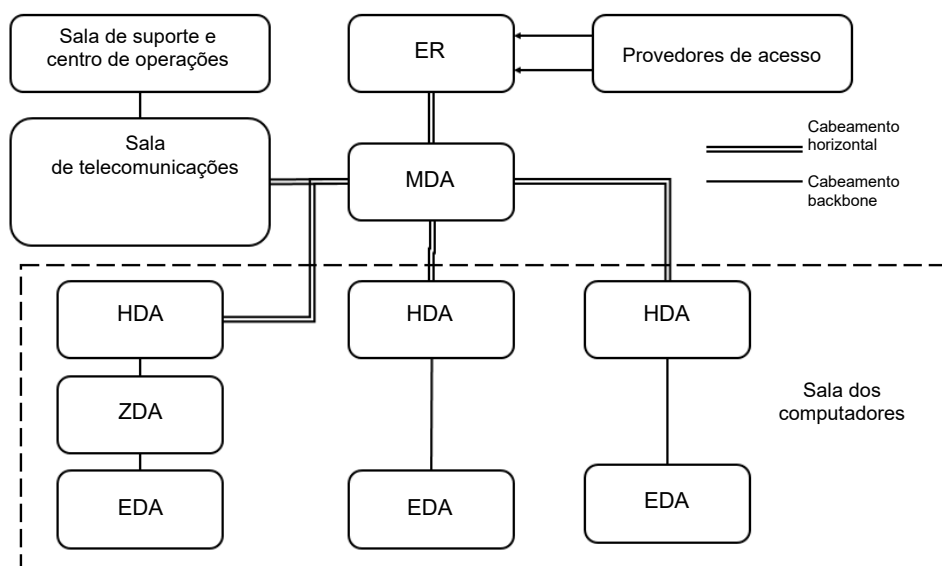 Sala de suporte e
centro de operações
ER
Provedores de acesso
Sala
de telecomunicações
MDA
Cabeamento
horizontal
Cabeamento
backbone
HDA
HDA
HDA
ZDA
Sala dos
computadores
EDA
EDA
EDA